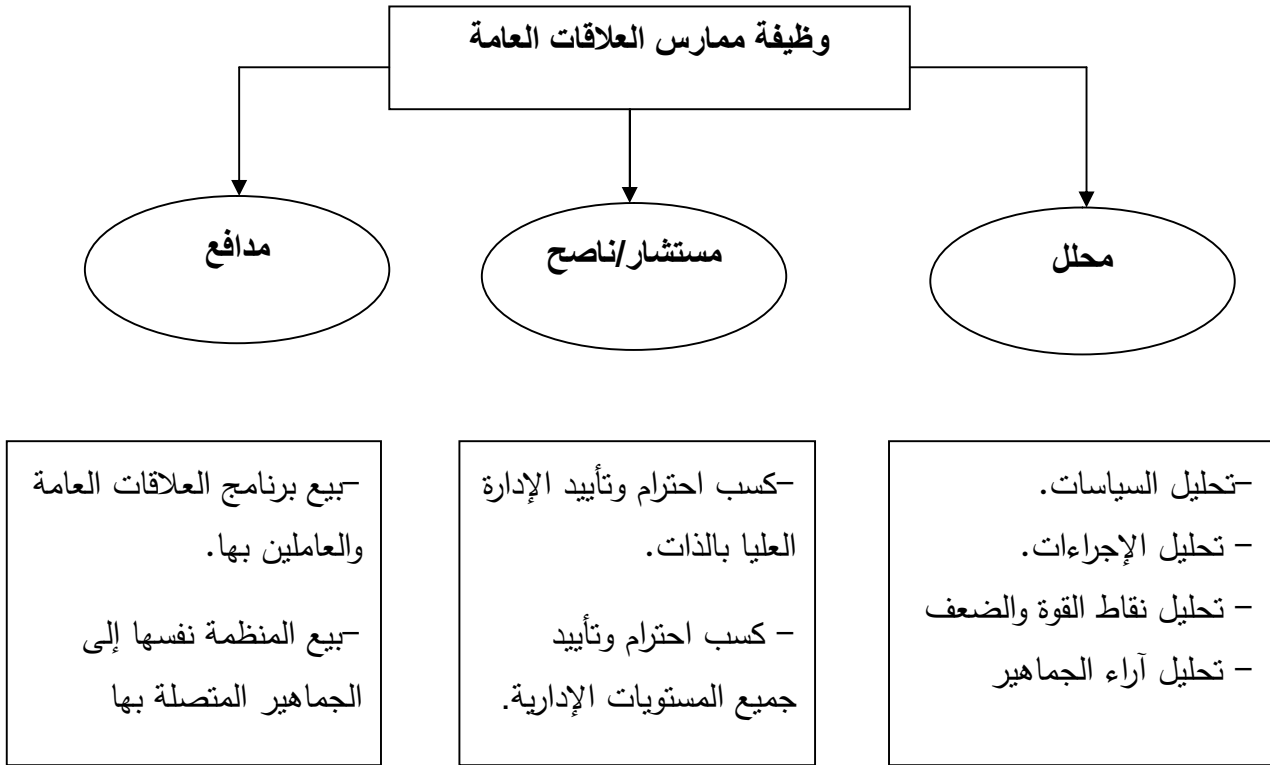 وظيفة ممارس العلاقات العامة
محلل
مستشار/ناصح
مدافع
-تحليل السياسات.
- تحليل الإجراءات.
- تحليل نقاط القوة والضعف
- تحليل آراء الجماهير
-كسب احترام وتأييد الإدارة
العليا بالذات.
- كسب احترام وتأييد
جميع المستويات الإدارية.
-بيع برنامج العلاقات العامة
والعاملين بها.
-بيع المنظمة نفسها إلى
الجماهير المتصلة بها